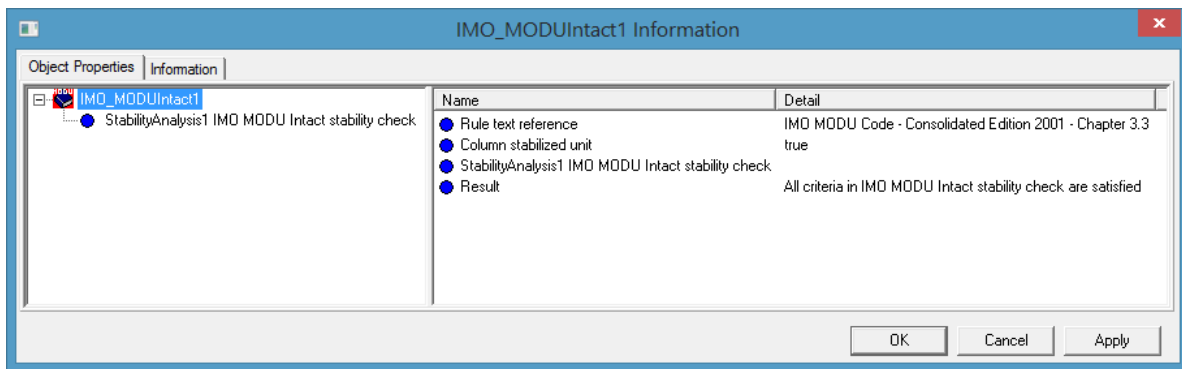 IMO_MODUIntact1 Information
Object Properties
Information
IMO_MODUIntact1
StabilityAnalysis1 IMO MODU Intact stability check
Name Detail
Rule text reference IMO MODU Code - Consolidated Edition 2001 - Chapter 3.3
Column stabilized unit true
StabilityAnalysis1 IMO MODU Intact stability check
Result All criteria in IMO MODU Intact stability check are satisfied
OK Cancel Apply